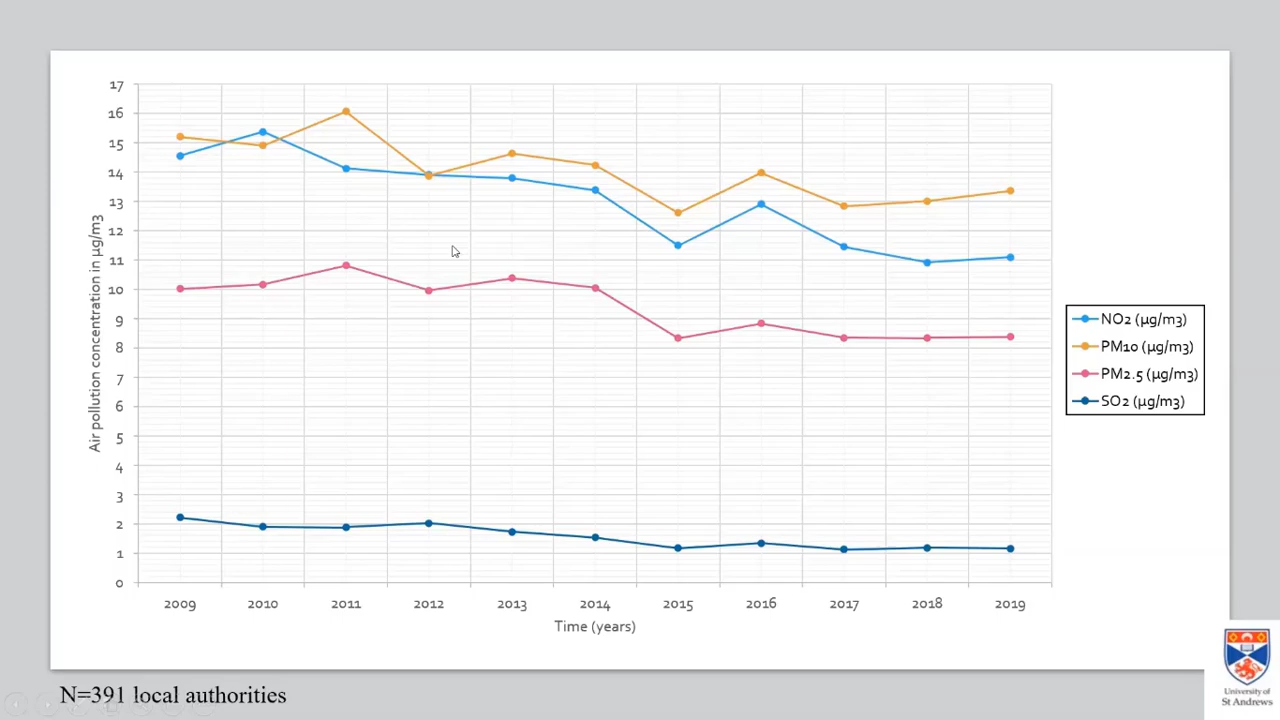 17
16
15
14
13
12
11
10
9
8
7
6
5
4
3
2
1
0
Air pollution concentration in µg/m3
2009 2010 2011 2012 2013 2014 2015 2016 2017 2018 2019
Time (years)
NO2 (µg/m3)
PM10 (µg/m3)
PM2.5 (µg/m3)
SO2 (µg/m3)
N=391 local authorities
University of
St Andrews